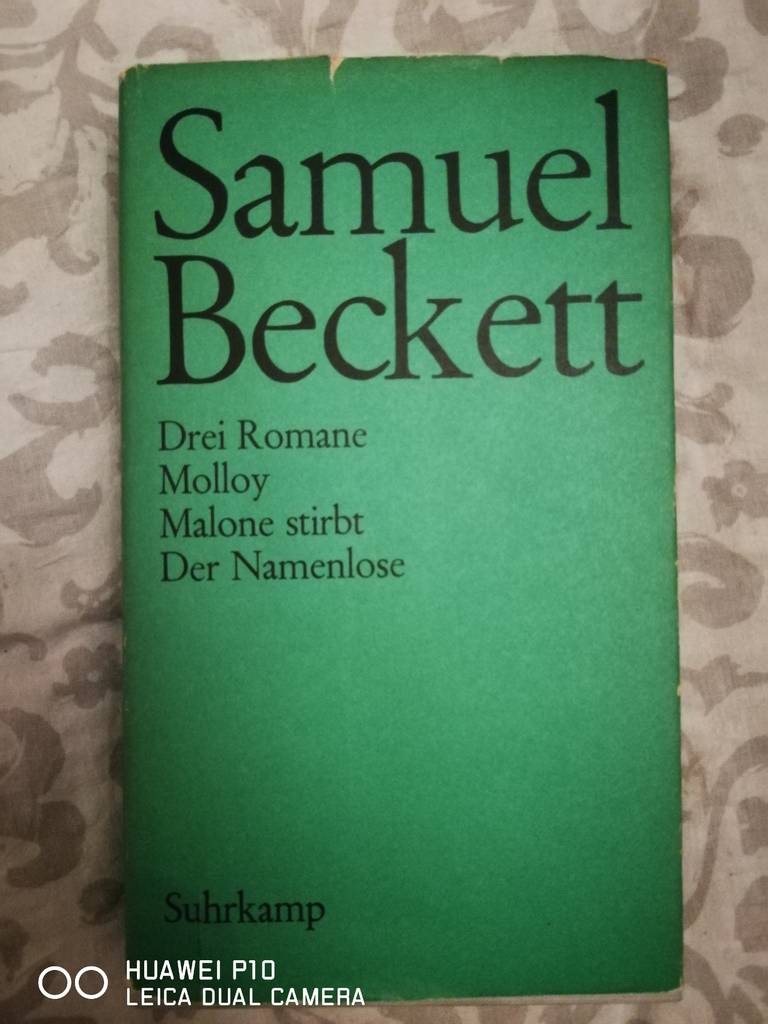 Samuel
Beckett
Drei Romane
Molloy
Malone stirbt
Der Namenlose
Suhrkamp
HUAWEI P10
LEICA DUAL CAMERA